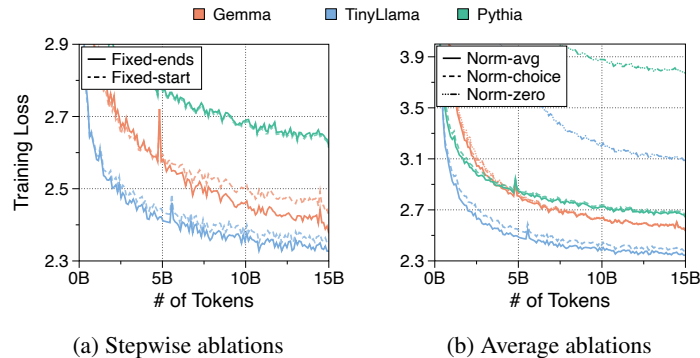 Gemma TinyLlama Pythia
2.9
2.7
2.5
2.3
Training Loss
Fixed-ends
Fixed-start
0B 5B 10B 15B
# of Tokens
(a) Stepwise ablations
3.9
3.5
3.1
2.7
2.3
Norm-avg
Norm-choice
Norm-zero
0B 5B 10B 15B
# of Tokens
(b) Average ablations